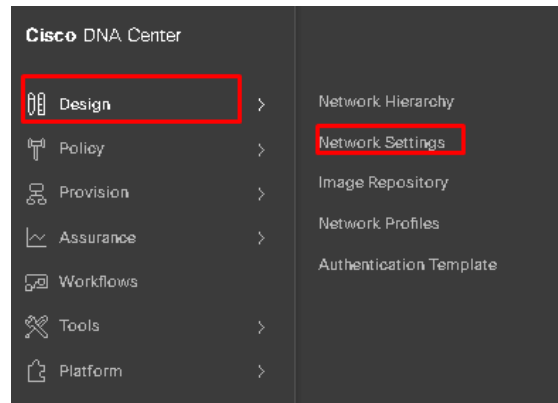 Cisco DNA Center
Design
Policy
Provision
Assurance
Workflows
Tools
Platform
Network Hierarchy
Network Settings
Image Repository
Network Profiles
Authentication Template